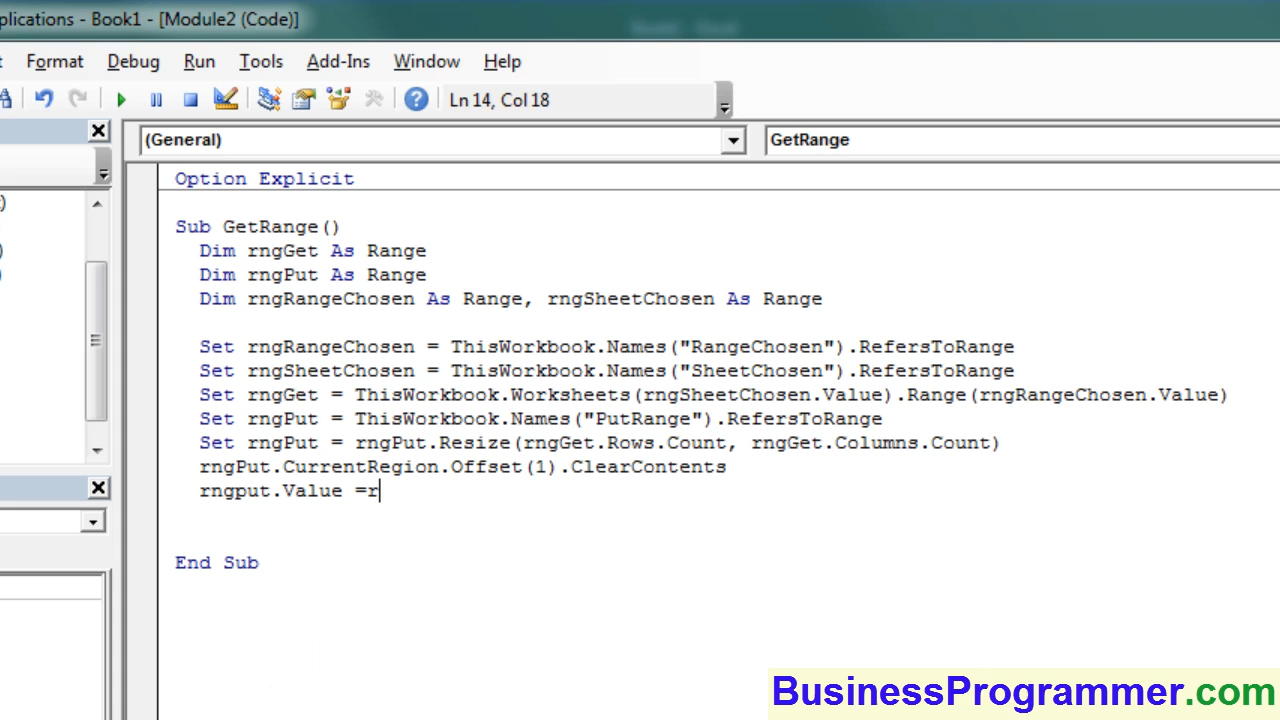 plications - Book1 - [Module2 (Code)]
t Format Debug Run Tools Add-Ins Window Help
Ln 14, Col 18
(General) GetRange
Option Explicit
Sub GetRange()
Dim rngGet As Range
Dim rngPut As Range
Dim rngRangeChosen As Range, rngSheetChosen As Range
Set rngRangeChosen = ThisWorkbook.Names("RangeChosen").RefersToRange
Set rngSheetChosen = ThisWorkbook.Names("SheetChosen").RefersToRange
Set rngGet = ThisWorkbook.Worksheets(rngSheetChosen.Value).Range(rngRangeChosen.Value)
Set rngPut = ThisWorkbook.Names("PutRange").RefersToRange
Set rngPut = rngPut.Resize(rngGet.Rows.Count, rngGet.Columns.Count)
rngPut.CurrentRegion.Offset(1).ClearContents
rngput.Value =r
End Sub
BusinessProgrammer.com